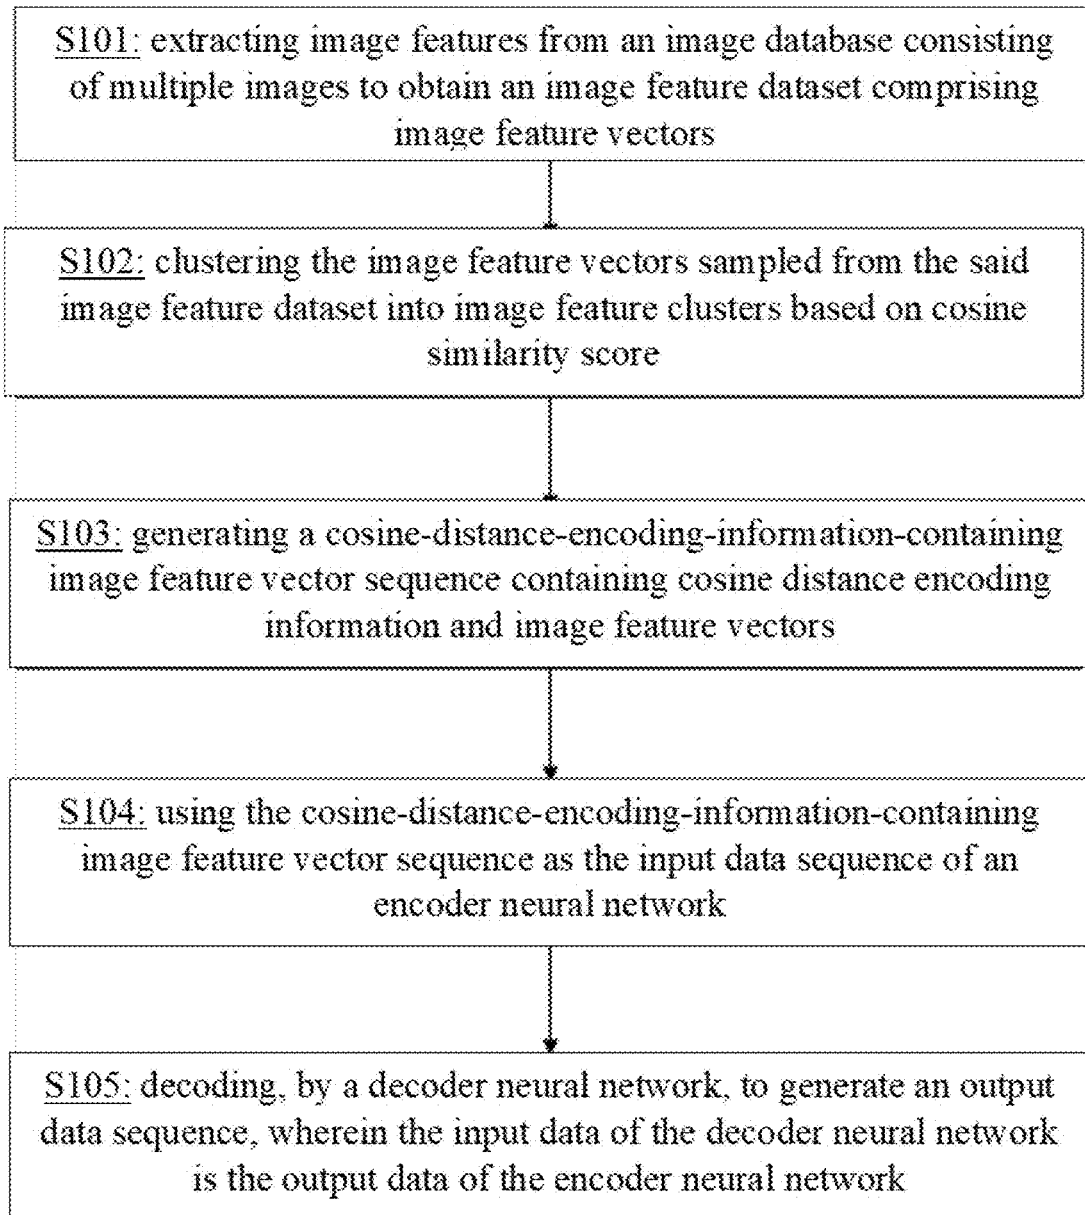 S101: extracting image features from an image database consisting
of multiple images to obtain an image feature dataset comprising
image feature vectors
S102: clustering the image feature vectors sampled from the said
image feature dataset into image feature clusters based on cosine
similarity score
S103: generating a cosine-distance-encoding-information-containing
image feature vector sequence containing cosine distance encoding
information and image feature vectors
S104: using the cosine-distance-encoding-information-containing
image feature vector sequence as the input data sequence of an
encoder neural network
S105: decoding, by a decoder neural network, to generate an output
data sequence, wherein the input data of the decoder neural network
is the output data of the encoder neural network